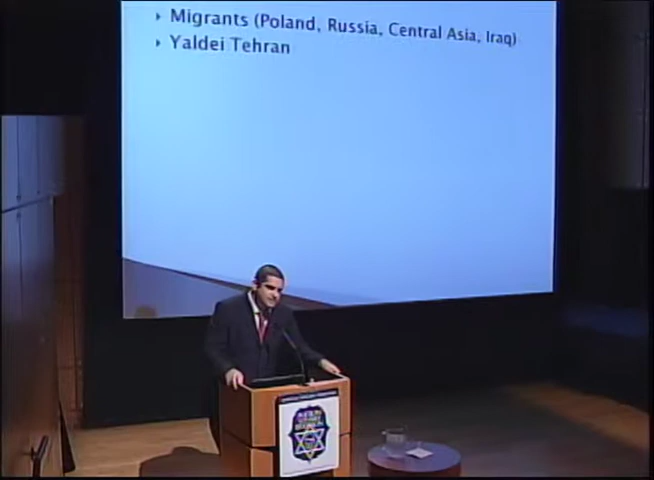 Migrants (Poland, Russia, Central Asia, Iraq)
Yaldei Tehran